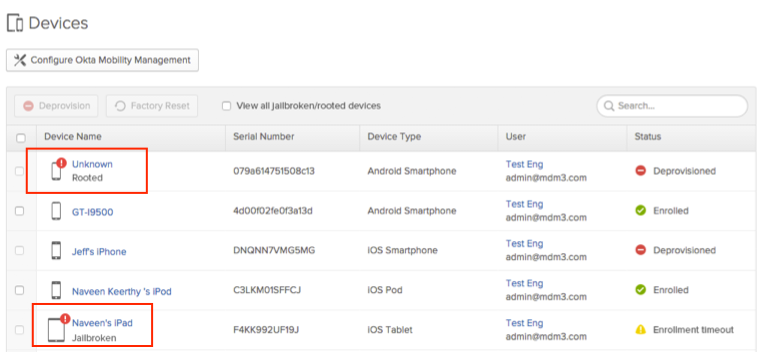 Devices
Configure Okta Mobility Management
Deprovision Factory Reset View all jailbroken/rooted devices Search...
Device Name Serial Number Device Type User Status
Unknown
Rooted
079a614751508c13 Android Smartphone
Test Eng
admin@mdm3.com
Deprovisioned
GT-I9500 4d00f02fe0f3a13d Android Smartphone
Test Eng
admin@mdm3.com
Enrolled
Jeff's iPhone DNQNN7VMG5MG iOS Smartphone
Test Eng
admin@mdm3.com
Deprovisioned
Naveen Keerthy 's iPod C3LKM01SFFCJ iOS Pod
Test Eng
admin@mdm3.com
Enrolled
Naveen's iPad
Jailbroken
F4KK992UF19J iOS Tablet
Test Eng
admin@mdm3.com
Enrollment timeout